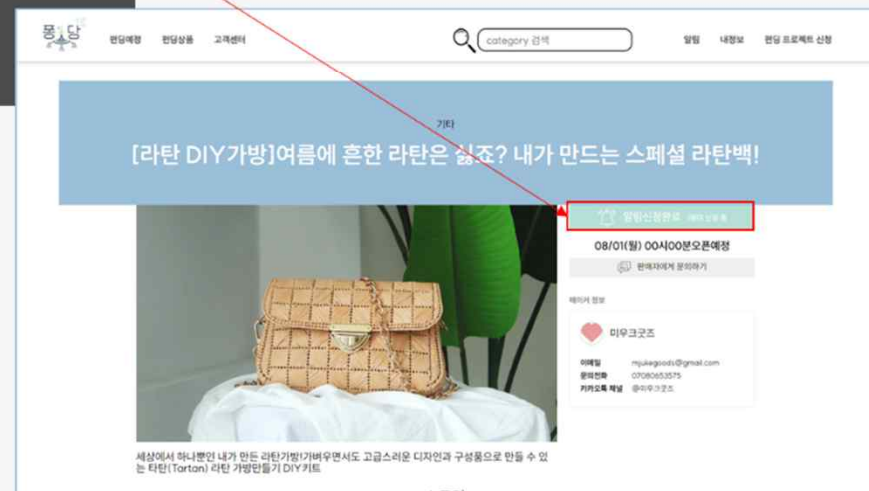 몽당
펀딩예정 펀딩상품 고객센터 category 검색 알림 내정보 펀딩 프로젝트 신청
기타
[라탄 DIY가방]여름에 흔한 라탄은 싫죠? 내가 만드는 스페셜 라탄백!
알림신청완료
08/01(월) 00시00분오픈예정
판매자에게 문의하기
메이커 정보
미우크굿즈
이메일 mjukegoods@gmail.com
문의전화 07080653575
카카오톡 채널 @미우크굿즈
세상에서 하나뿐인 내가 만든 라탄가방!가벼우면서도 고급스러운 디자인과 구성품으로 만들 수 있
는 타탄(Tartan) 라탄 가방만들기 DIY키트